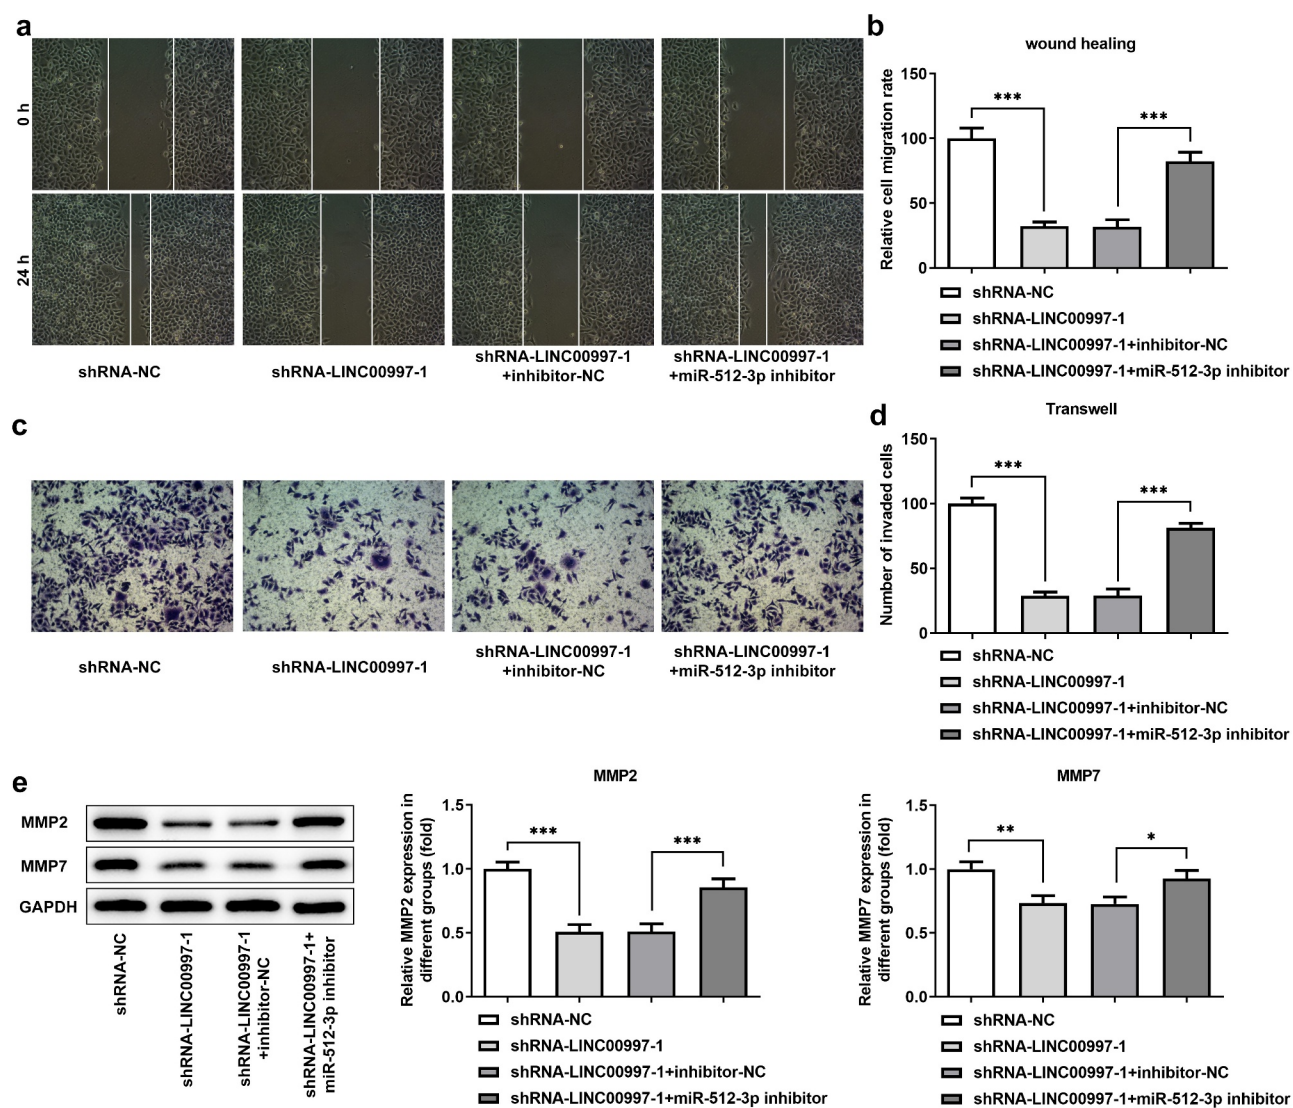 a
0 h
24 h
shRNA-NC
shRNA-LINC00997-1
shRNA-LINC00997-1
+inhibitor-NC
shRNA-LINC00997-1
+miR-512-3p inhibitor
b
wound healing
Relative cell migration rate
150
100
50
0
***
***
shRNA-NC
shRNA-LINC00997-1
shRNA-LINC00997-1+inhibitor-NC
shRNA-LINC00997-1+miR-512-3p inhibitor
c
shRNA-NC
shRNA-LINC00997-1
shRNA-LINC00997-1
+inhibitor-NC
shRNA-LINC00997-1
+miR-512-3p inhibitor
d
Transwell
Number of invaded cells
150
100
50
0
***
***
shRNA-NC
shRNA-LINC00997-1
shRNA-LINC00997-1+inhibitor-NC
shRNA-LINC00997-1+miR-512-3p inhibitor
e
MMP2
MMP7
GAPDH
shRNA-NC
shRNA-LINC00997-1
shRNA-LINC00997-1
+inhibitor-NC
shRNA-LINC00997-1+
miR-512-3p inhibitor
MMP2
Relative MMP2 expression in
different groups (fold)
1.5
1.0
0.5
0.0
***
***
shRNA-NC
shRNA-LINC00997-1
shRNA-LINC00997-1+inhibitor-NC
shRNA-LINC00997-1+miR-512-3p inhibitor
MMP7
Relative MMP7 expression in
different groups (fold)
1.5
1.0
0.5
0.0
**
*
shRNA-NC
shRNA-LINC00997-1
shRNA-LINC00997-1+inhibitor-NC
shRNA-LINC00997-1+miR-512-3p inhibitor